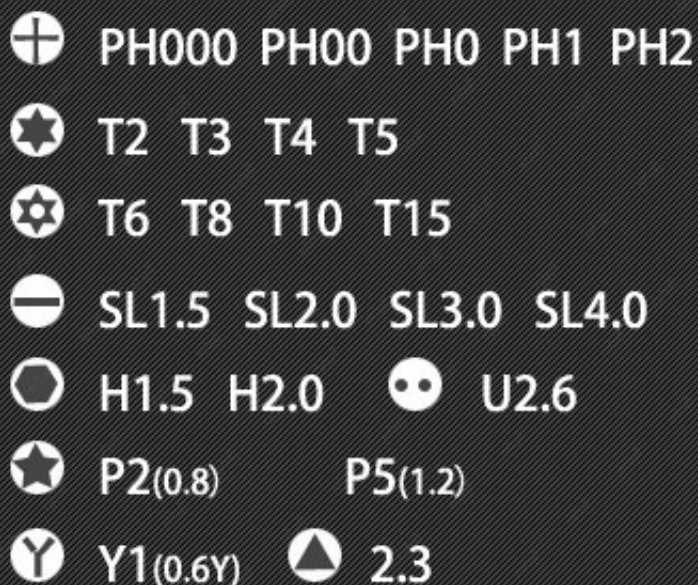 PH000 PH00 PH0 PH1 PH2
T2 T3 T4 T5
T6 T8 T10 T15
SL1.5 SL2.0 SL3.0 SL4.0
H1.5 H2.0 U2.6
P2(0.8) P5(1.2)
Y1(0.6Y) 2.3